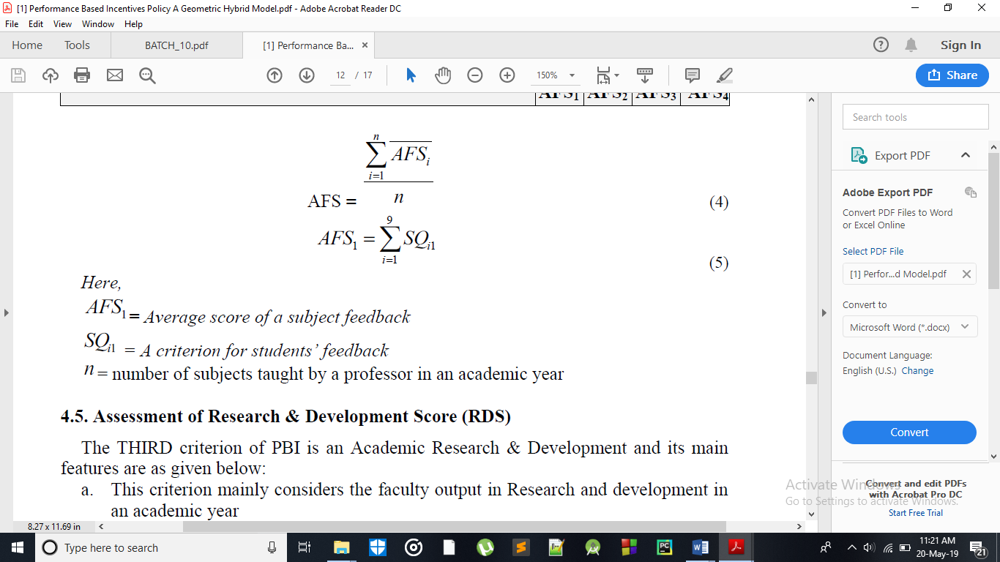 [1] Performance Based Incentives Policy A Geometric Hybrid Model.pdf - Adobe Acrobat Reader DC
File Edit View Window Help
Home Tools BATCH_10.pdf [1] Performance Ba... × Sign In
12 / 17 150% Share
AFS1 AFS2 AFS3 AFS4
AFS = \frac{\sum_{i=1}^{n} \overline{AFS_i}}{n} (4)
AFS_1 = \sum_{i=1}^{9} SQ_{i1} (5)
Here,
AFS_1 = Average score of a subject feedback
SQ_{i1} = A criterion for students’ feedback
n = number of subjects taught by a professor in an academic year
4.5. Assessment of Research & Development Score (RDS)
The THIRD criterion of PBI is an Academic Research & Development and its main
features are as given below:
a. This criterion mainly considers the faculty output in Research and development in
an academic year
8.27 x 11.69 in
Search tools
Export PDF
Adobe Export PDF
Convert PDF Files to Word
or Excel Online
Select PDF File
[1] Perfor...d Model.pdf
Convert to
Microsoft Word (*.docx)
Document Language:
English (U.S.) Change
Convert
Activate Windows
Go to Settings to activate Windows.
Convert and edit PDFs
with Acrobat Pro DC
Start Free Trial
Type here to search
11:21 AM
20-May-19
21